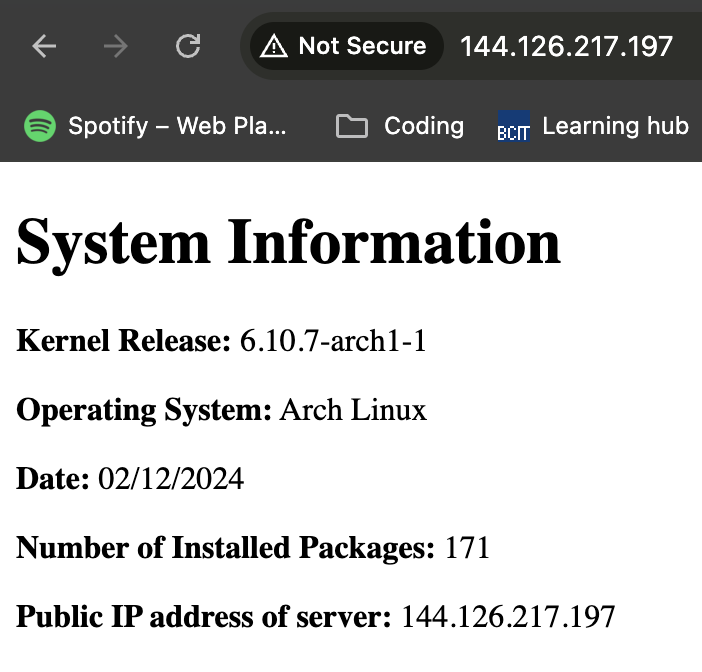 Not Secure 144.126.217.197
Spotify – Web Pla... Coding BCIT Learning hub
System Information
Kernel Release: 6.10.7-arch1-1
Operating System: Arch Linux
Date: 02/12/2024
Number of Installed Packages: 171
Public IP address of server: 144.126.217.197